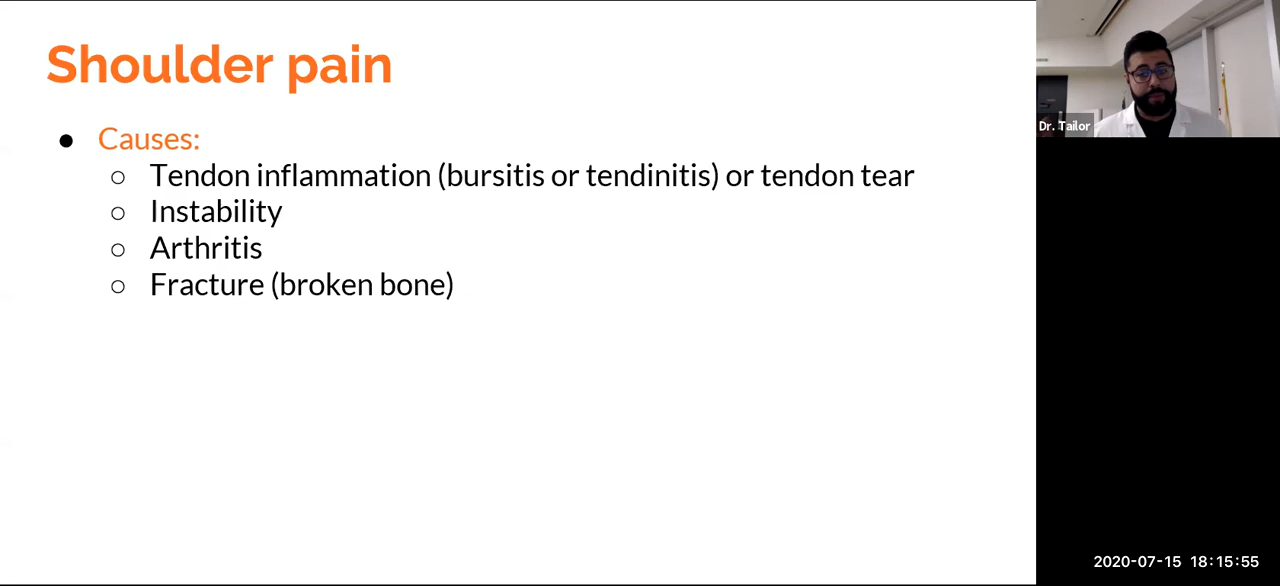 Shoulder pain
● Causes:
○ Tendon inflammation (bursitis or tendinitis) or tendon tear
○ Instability
○ Arthritis
○ Fracture (broken bone)
Dr. Tailor
2020-07-15 18:15:55